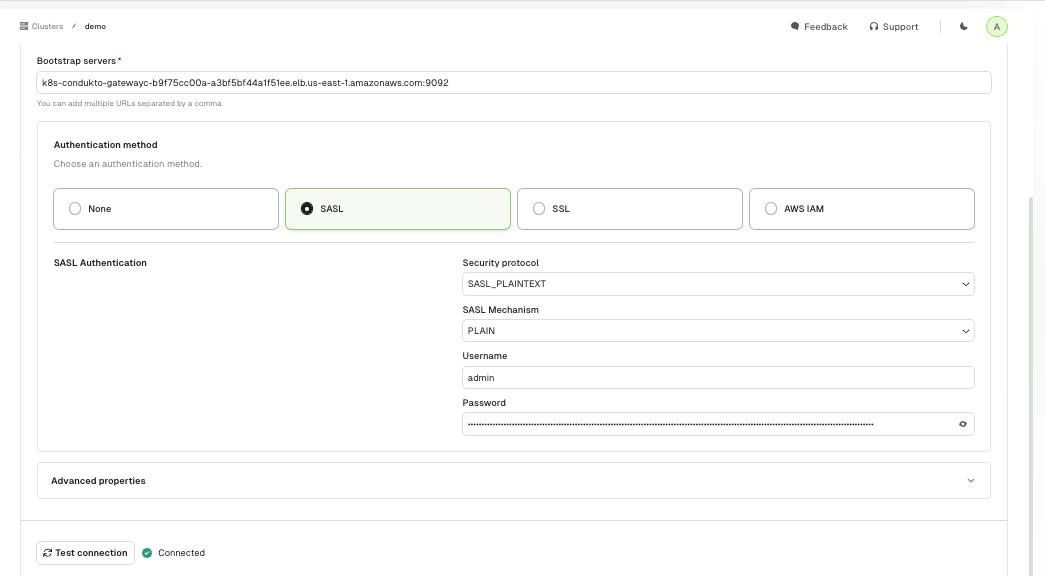 Clusters / demo
Feedback
Support
A
Bootstrap servers*
k8s-condukto-gatewayc-b9f75cc00a-a3bf5bf44a1f51ee.elb.us-east-1.amazonaws.com:9092
You can add multiple URLs separated by a comma
Authentication method
Choose an authentication method.
None
SASL
SSL
AWS IAM
SASL Authentication
Security protocol
SASL_PLAINTEXT
SASL Mechanism
PLAIN
Username
admin
Password
Advanced properties
Test connection
Connected